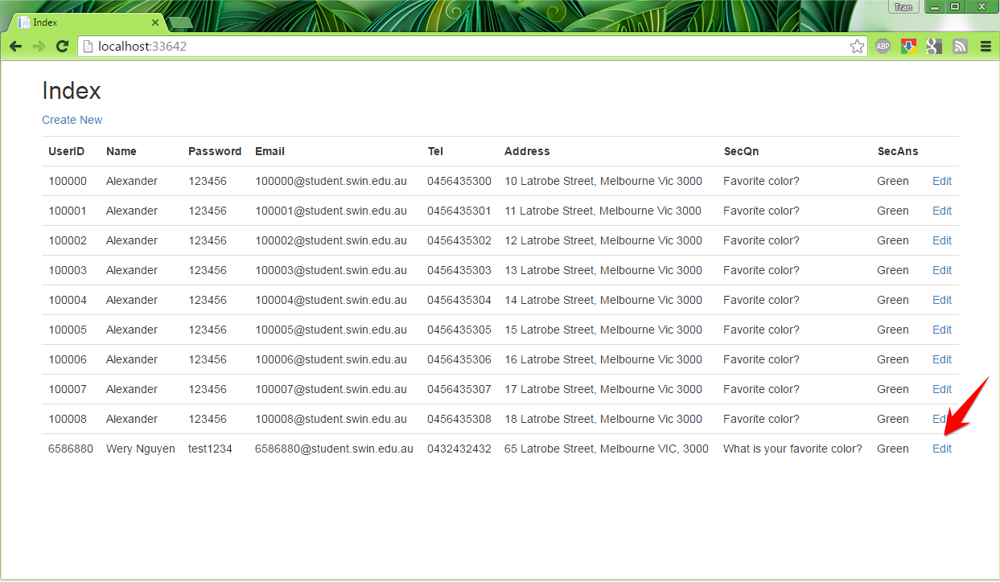 Tran
Index
localhost:33642
ABP
Index
Create New
UserID Name Password Email Tel Address SecQn SecAns
100000 Alexander 123456 100000@student.swin.edu.au 0456435300 10 Latrobe Street, Melbourne Vic 3000 Favorite color? Green Edit
100001 Alexander 123456 100001@student.swin.edu.au 0456435301 11 Latrobe Street, Melbourne Vic 3000 Favorite color? Green Edit
100002 Alexander 123456 100002@student.swin.edu.au 0456435302 12 Latrobe Street, Melbourne Vic 3000 Favorite color? Green Edit
100003 Alexander 123456 100003@student.swin.edu.au 0456435303 13 Latrobe Street, Melbourne Vic 3000 Favorite color? Green Edit
100004 Alexander 123456 100004@student.swin.edu.au 0456435304 14 Latrobe Street, Melbourne Vic 3000 Favorite color? Green Edit
100005 Alexander 123456 100005@student.swin.edu.au 0456435305 15 Latrobe Street, Melbourne Vic 3000 Favorite color? Green Edit
100006 Alexander 123456 100006@student.swin.edu.au 0456435306 16 Latrobe Street, Melbourne Vic 3000 Favorite color? Green Edit
100007 Alexander 123456 100007@student.swin.edu.au 0456435307 17 Latrobe Street, Melbourne Vic 3000 Favorite color? Green Edit
100008 Alexander 123456 100008@student.swin.edu.au 0456435308 18 Latrobe Street, Melbourne Vic 3000 Favorite color? Green Edit
6586880 Wery Nguyen test1234 6586880@student.swin.edu.au 0432432432 65 Latrobe Street, Melbourne VIC, 3000 What is your favorite color? Green Edit